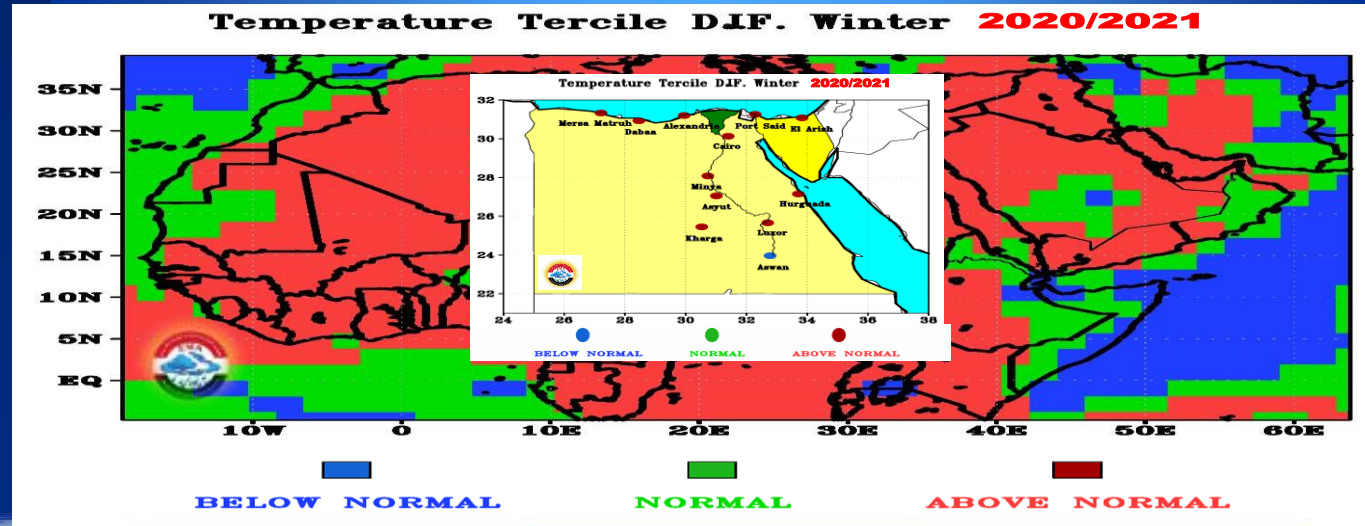 Temperature Tercile DJF. Winter 2020/2021
35N
30N
25N
20N
15N
10N
5N
EQ
10W 0 10E 20E 30E 40E 50E 60E
Temperature Tercile DJF. Winter 2020/2021
32
30
28
26
24
22
24 26 28 30 32 34 36 38
Mersa Matruh
Dabaa
Alexandria
Port Said
El Arish
Cairo
Minya
Asyut
Hurguada
Kharga
Luxor
Aswan
BELOW NORMAL NORMAL ABOVE NORMAL
BELOW NORMAL NORMAL ABOVE NORMAL